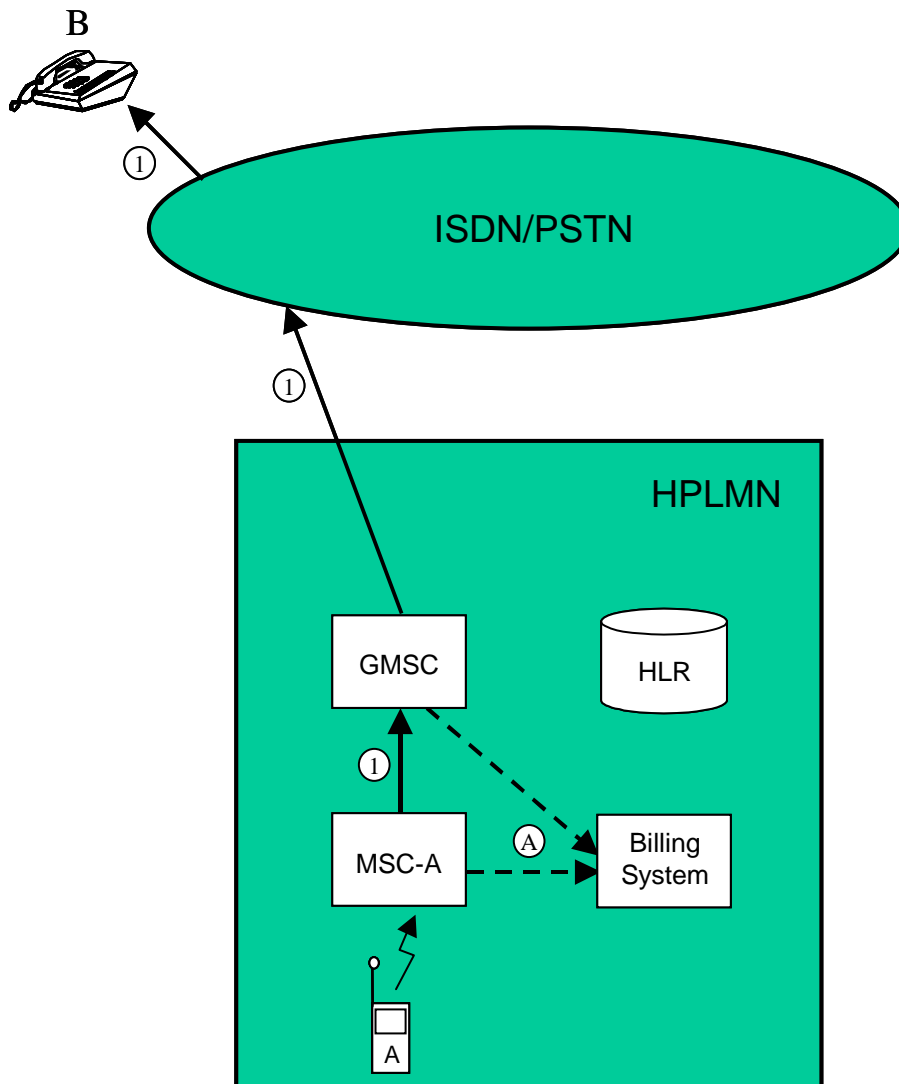 B
1
ISDN/PSTN
1
HPLMN
GMSC
HLR
1
A
MSC-A
Billing
System
A